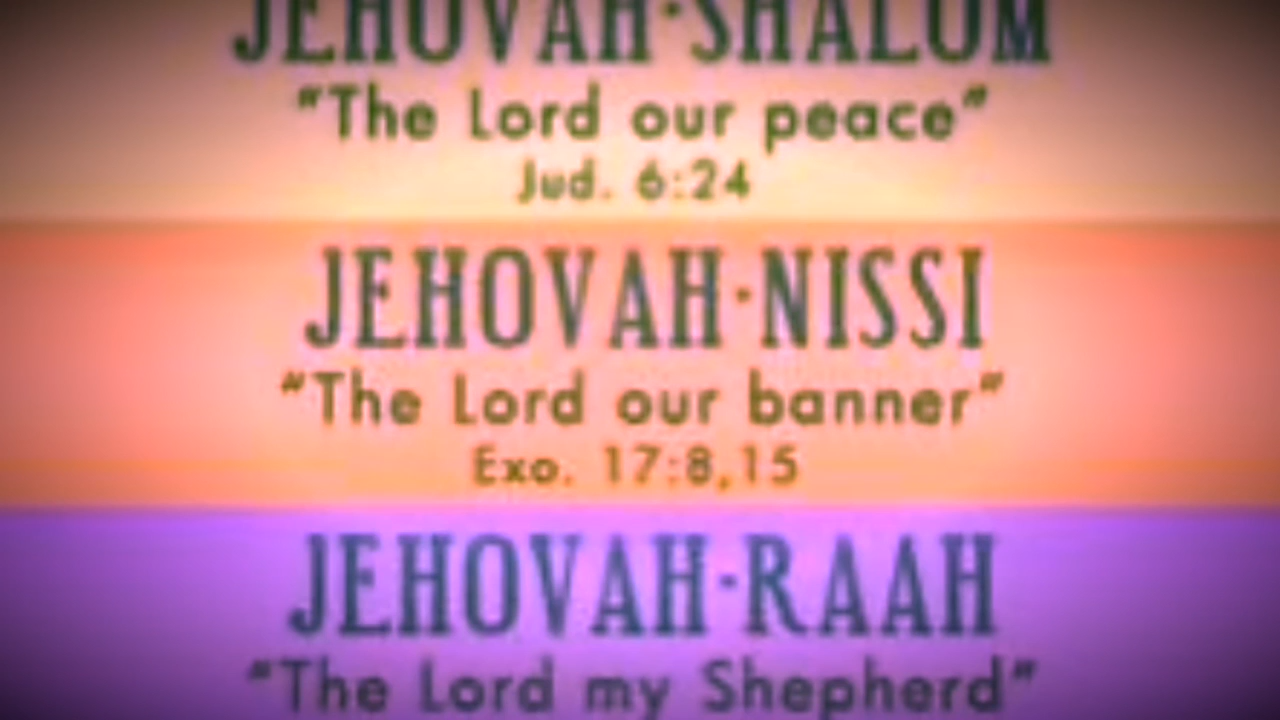 JEHOVAH·SHALOM
"The Lord our peace"
Jud. 6:24
JEHOVAH·NISSI
"The Lord our banner"
Exo. 17:8,15
JEHOVAH·RAAH
"The Lord my Shepherd"